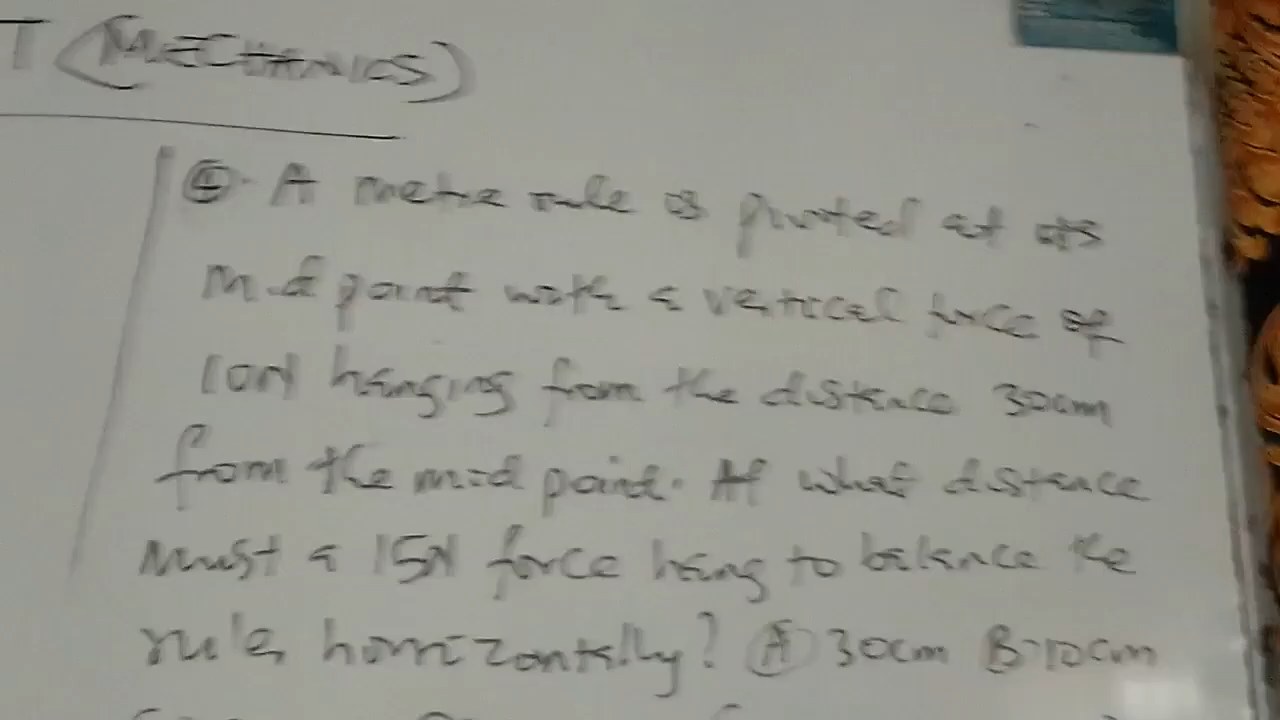 T (MECHANICS)
⑤. A metre rule is pivoted at its
mid point with a vertical force of
10N hanging from the distance 30cm
from the mid point. At what distance
must a 15N force hang to balance the
rule horizontally? (A) 30cm B-10cm